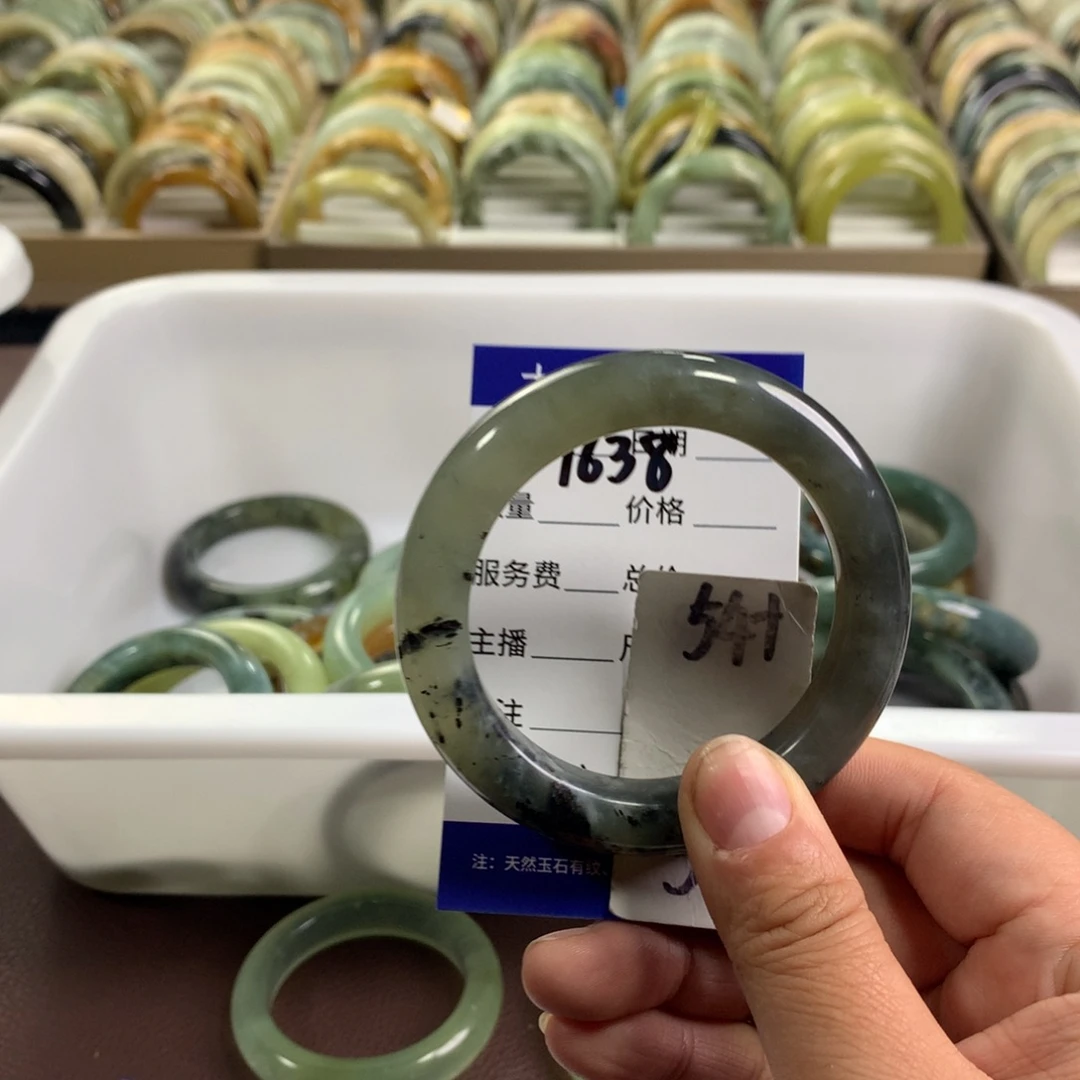 1638 日期
量 价格
服务费 总价
主播
注
541
注：天然玉石有纹